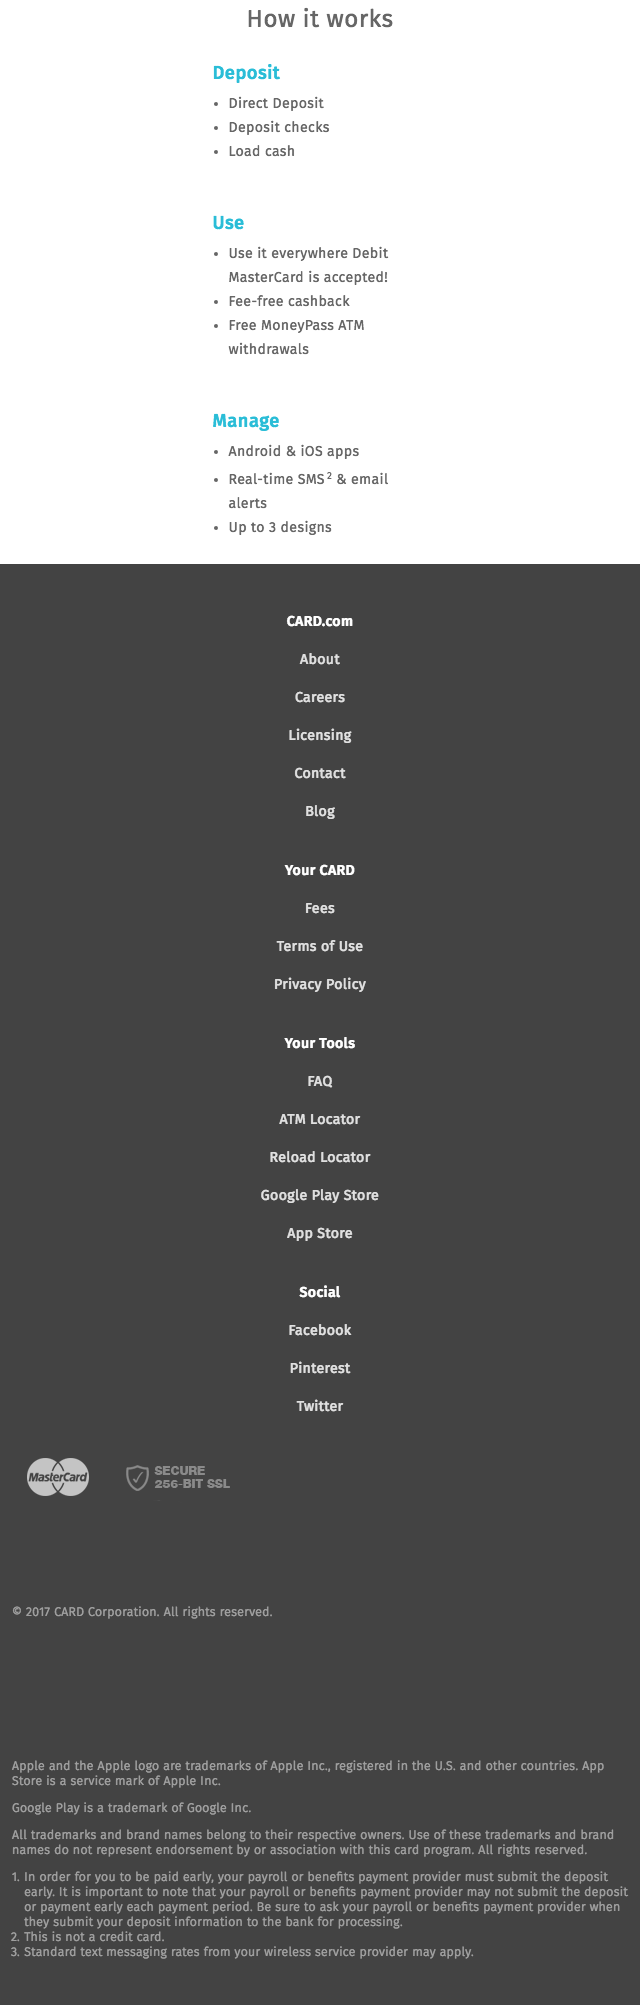 How it works
Deposit
• Direct Deposit
• Deposit checks
• Load cash
Use
• Use it everywhere Debit
MasterCard is accepted!
• Fee-free cashback
• Free MoneyPass ATM
withdrawals
Manage
• Android & iOS apps
• Real-time SMS ² & email
alerts
• Up to 3 designs
CARD.com
About
Careers
Licensing
Contact
Blog
Your CARD
Fees
Terms of Use
Privacy Policy
Your Tools
FAQ
ATM Locator
Reload Locator
Google Play Store
App Store
Social
Facebook
Pinterest
Twitter
MasterCard
SECURE
256-BIT SSL
© 2017 CARD Corporation. All rights reserved.
Apple and the Apple logo are trademarks of Apple Inc., registered in the U.S. and other countries. App
Store is a service mark of Apple Inc.
Google Play is a trademark of Google Inc.
All trademarks and brand names belong to their respective owners. Use of these trademarks and brand
names do not represent endorsement by or association with this card program. All rights reserved.
1. In order for you to be paid early, your payroll or benefits payment provider must submit the deposit
early. It is important to note that your payroll or benefits payment provider may not submit the deposit
or payment early each payment period. Be sure to ask your payroll or benefits payment provider when
they submit your deposit information to the bank for processing.
2. This is not a credit card.
3. Standard text messaging rates from your wireless service provider may apply.